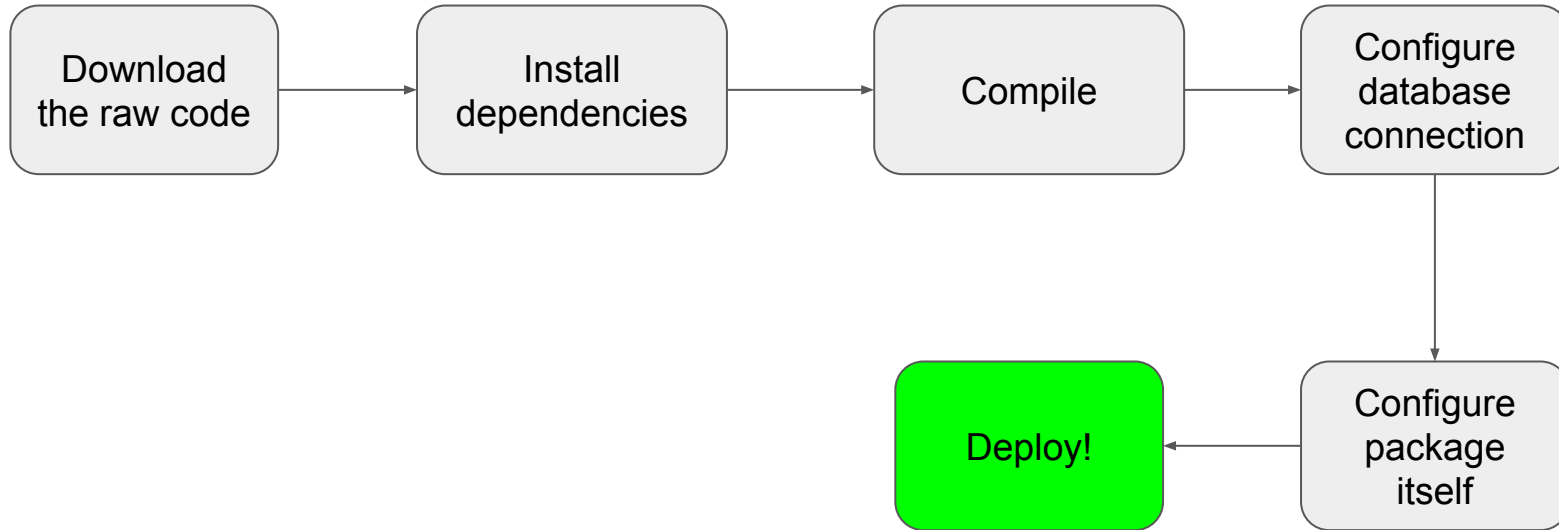 Download
the raw code
Install
dependencies
Compile
Configure
database
connection
Configure
package
itself
Deploy!